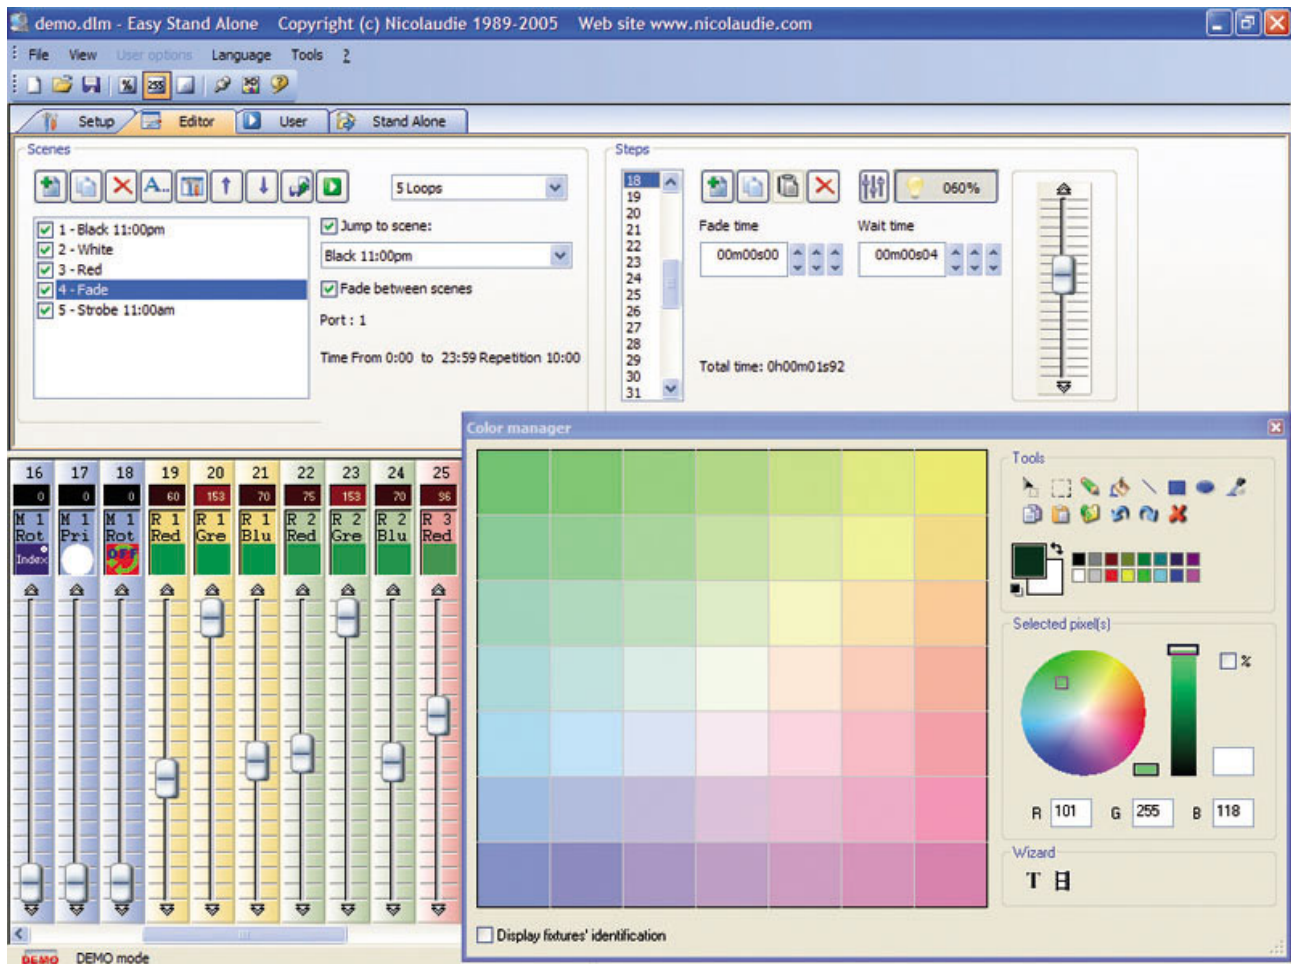 demo.dlm - Easy Stand Alone Copyright (c) Nicolaudie 1989-2005 Web site www.nicolaudie.com
File View User options Language Tools ?
% 255
Setup Editor User Stand Alone
Scenes
A..
5 Loops
1 - Black 11:00pm
2 - White
3 - Red
4 - Fade
5 - Strobe 11:00am
Jump to scene:
Black 11:00pm
Fade between scenes
Port : 1
Time From 0:00 to 23:59 Repetition 10:00
Steps
18
19
20
21
22
23
24
25
26
27
28
29
30
31
060%
Fade time Wait time
00m00s00 00m00s04
Total time: 0h00m01s92
16 17 18 19 20 21 22 23 24 25
0 0 0 60 153 70 75 153 70 96
M 1 M 1 M 1 R 1 R 1 R 1 R 2 R 2 R 2 R 3
Rot Pri Rot Red Gre Blu Red Gre Blu Red
Index OFF
DEMO DEMO mode
Color manager
Tools
Selected pixel(s)
%
R 101 G 255 B 118
Wizard
T
Display fixtures' identification